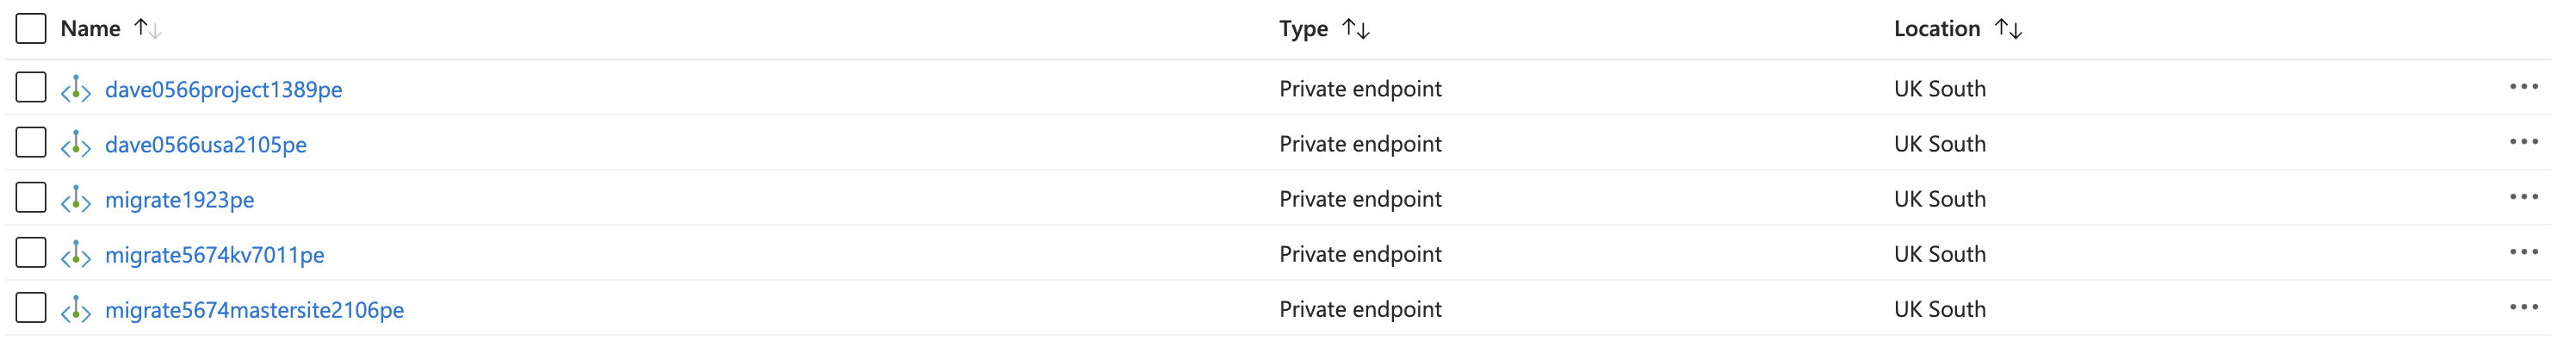 Name Type Location
dave0566project1389pe Private endpoint UK South
dave0566usa2105pe Private endpoint UK South
migrate1923pe Private endpoint UK South
migrate5674kv7011pe Private endpoint UK South
migrate5674mastersite2106pe Private endpoint UK South